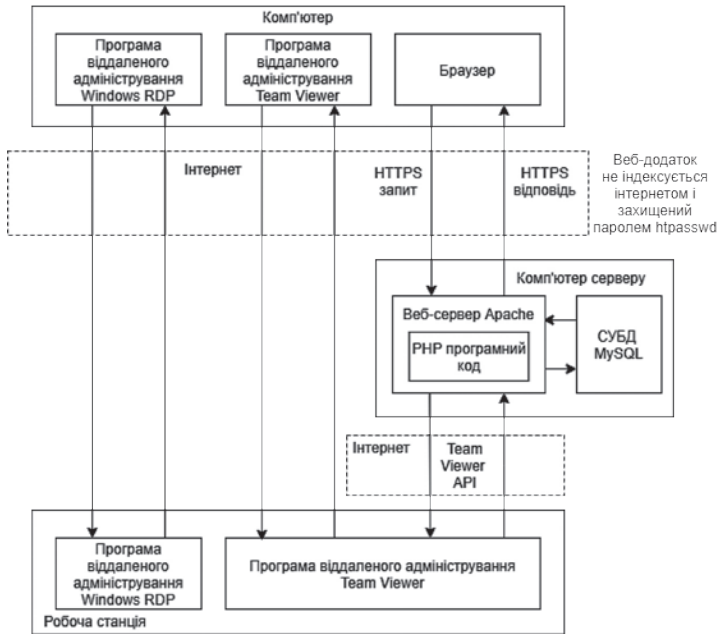 Комп'ютер
Програма
віддаленого
адміністрування
Windows RDP
Програма
віддаленого
адміністрування
Team Viewer
Браузер
Інтернет
HTTPS
запит
HTTPS
відповідь
Веб-додаток
не індексується
інтернетом і
захищений
паролем htpasswd
Комп'ютер серверу
Веб-сервер Apache
PHP програмний
код
СУБД
MySQL
Інтернет
Team
Viewer
API
Програма
віддаленого
адміністрування
Windows RDP
Програма віддаленого адміністрування
Team Viewer
Робоча станція